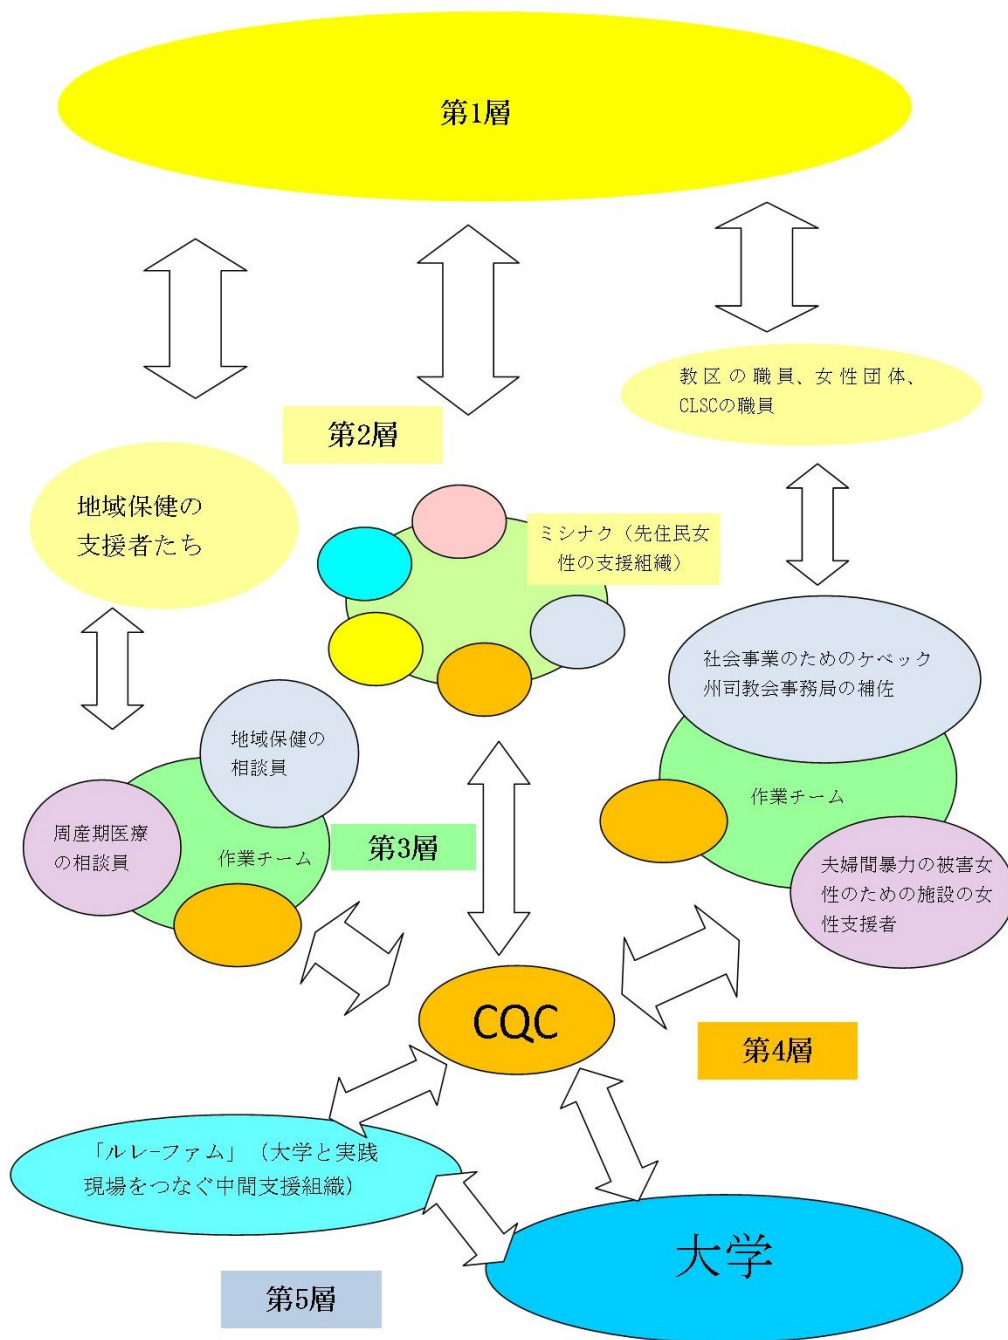 第1層
教区の職員、女性団体、
CLSCの職員
第2層
地域保健の
支援者たち
ミシナク（先住民女
性の支援組織）
社会事業のためのケベック
州司教会事務局の補佐
地域保健の
相談員
作業チーム
周産期医療
の相談員
作業チーム
第3層
夫婦間暴力の被害女
性のための施設の女
性支援者
CQC
第4層
「ルレｰファム」（大学と実践
現場をつなぐ中間支援組織）
大学
第5層